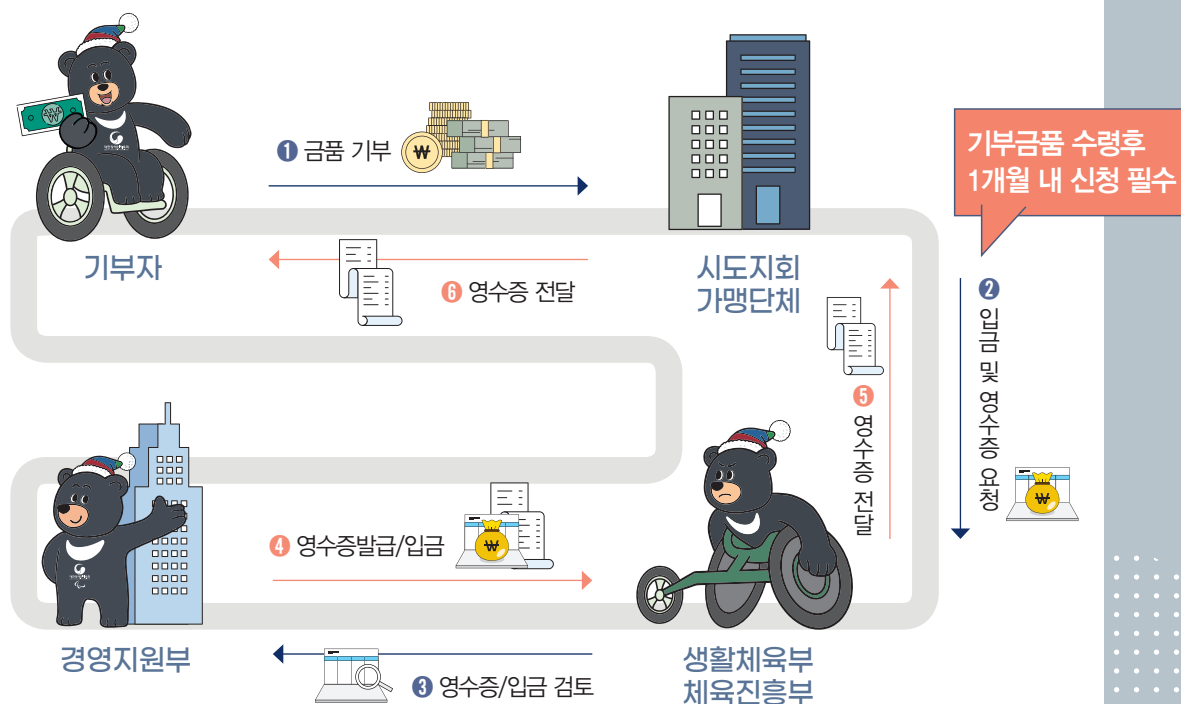 ❶ 금품 기부
기부금품 수령후
1개월 내 신청 필수
기부자
❻ 영수증 전달
시도지회
가맹단체
❷ 입금 및 영수증 요청
❺ 영수증 전달
❹ 영수증발급/입금
경영지원부
❸ 영수증/입금 검토
생활체육부
체육진흥부